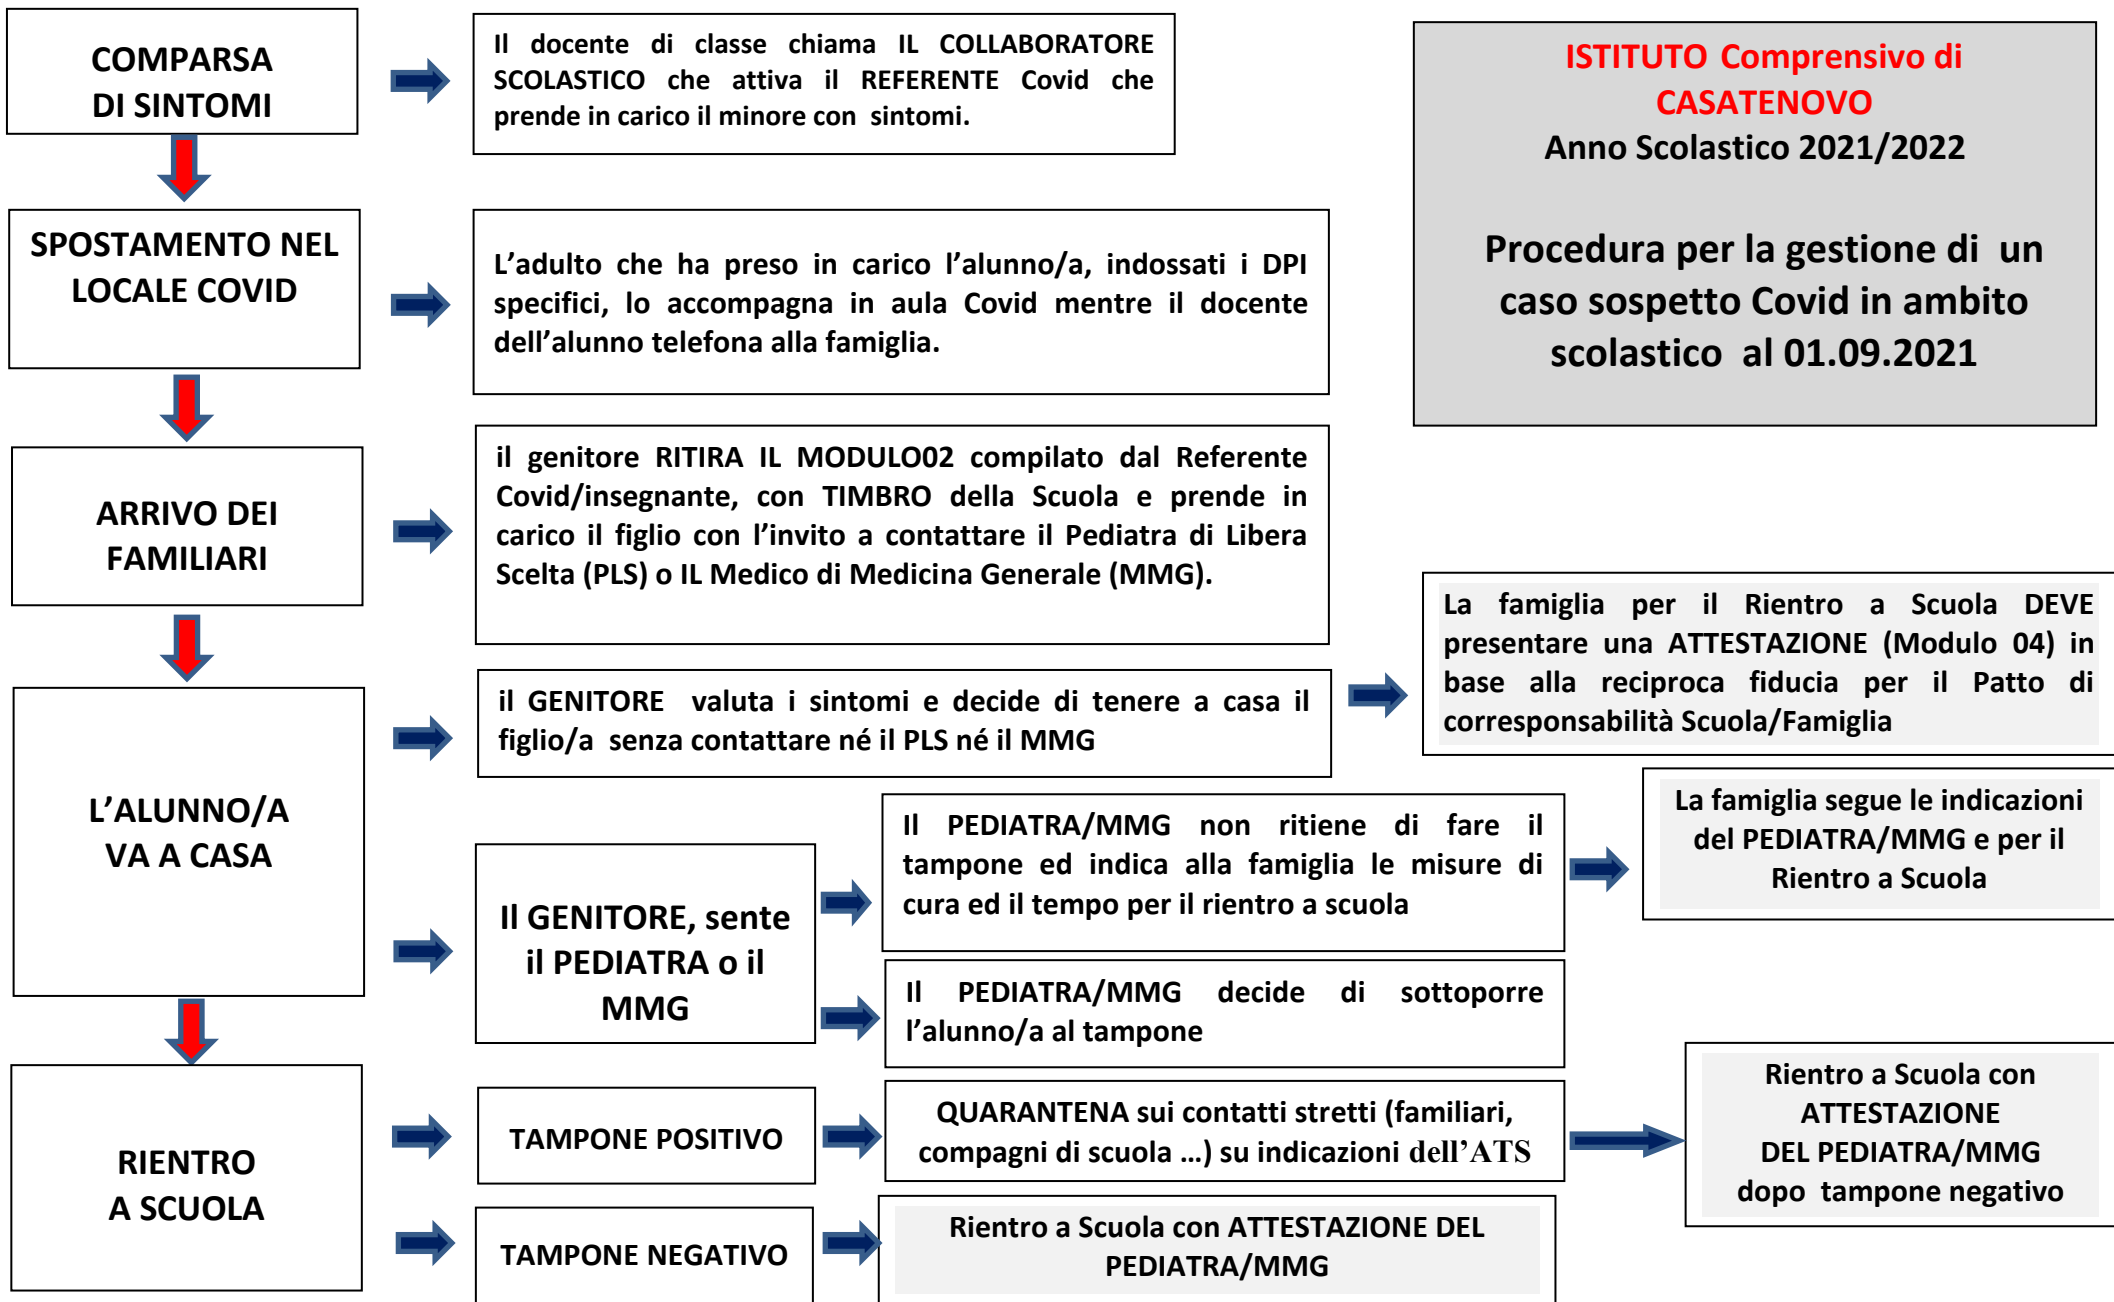 COMPARSA
DI SINTOMI
Il docente di classe chiama IL COLLABORATORE
SCOLASTICO che attiva il REFERENTE Covid che
prende in carico il minore con sintomi.
ISTITUTO Comprensivo di
CASATENOVO
Anno Scolastico 2021/2022
Procedura per la gestione di un
caso sospetto Covid in ambito
scolastico al 01.09.2021
SPOSTAMENTO NEL
LOCALE COVID
L’adulto che ha preso in carico l’alunno/a, indossati i DPI
specifici, lo accompagna in aula Covid mentre il docente
dell’alunno telefona alla famiglia.
ARRIVO DEI
FAMILIARI
il genitore RITIRA IL MODULO02 compilato dal Referente
Covid/insegnante, con TIMBRO della Scuola e prende in
carico il figlio con l’invito a contattare il Pediatra di Libera
Scelta (PLS) o IL Medico di Medicina Generale (MMG).
L’ALUNNO/A
VA A CASA
il GENITORE valuta i sintomi e decide di tenere a casa il
figlio/a senza contattare né il PLS né il MMG
La famiglia per il Rientro a Scuola DEVE
presentare una ATTESTAZIONE (Modulo 04) in
base alla reciproca fiducia per il Patto di
corresponsabilità Scuola/Famiglia
Il GENITORE, sente
il PEDIATRA o il
MMG
Il PEDIATRA/MMG non ritiene di fare il
tampone ed indica alla famiglia le misure di
cura ed il tempo per il rientro a scuola
La famiglia segue le indicazioni
del PEDIATRA/MMG e per il
Rientro a Scuola
Il PEDIATRA/MMG decide di sottoporre
l’alunno/a al tampone
RIENTRO
A SCUOLA
TAMPONE POSITIVO
QUARANTENA sui contatti stretti (familiari,
compagni di scuola …) su indicazioni dell’ATS
Rientro a Scuola con
ATTESTAZIONE
DEL PEDIATRA/MMG
dopo tampone negativo
TAMPONE NEGATIVO
Rientro a Scuola con ATTESTAZIONE DEL
PEDIATRA/MMG